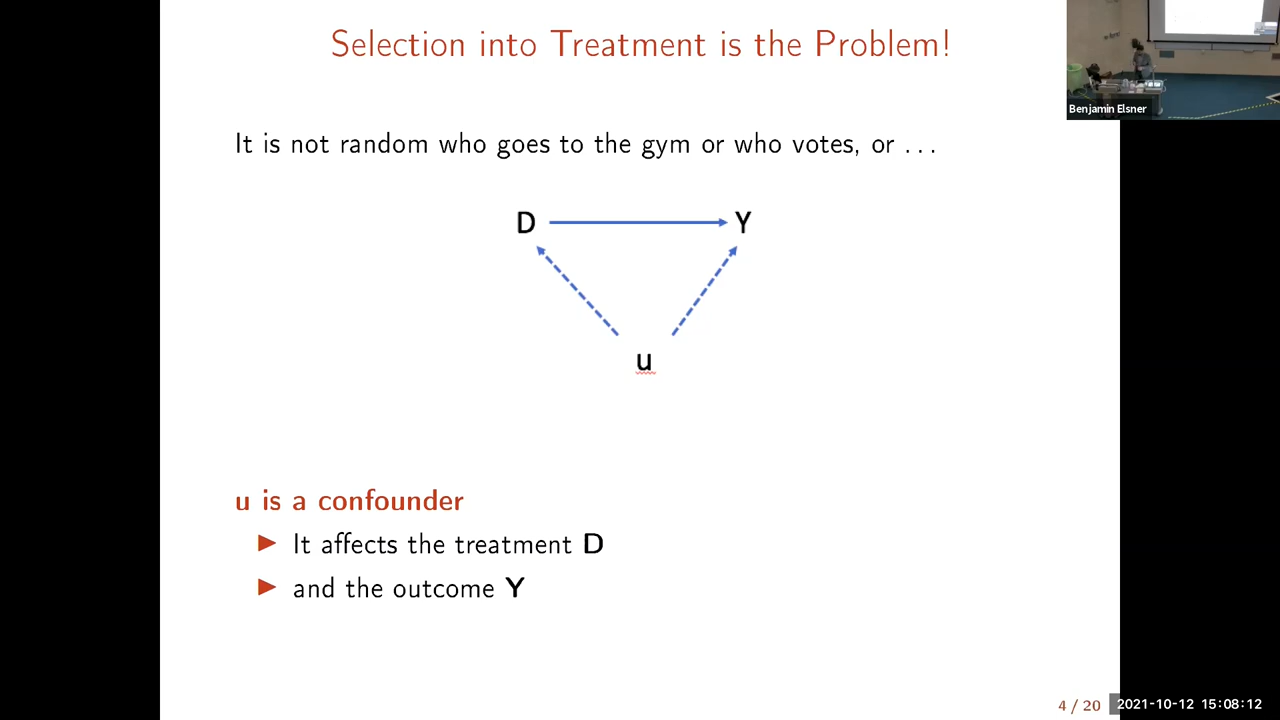 Selection into Treatment is the Problem!
Benjamin Elsner
It is not random who goes to the gym or who votes, or . . .
D
Y
u
u is a confounder
▶ It affects the treatment D
▶ and the outcome Y
4 / 20
2021-10-12 15:08:12